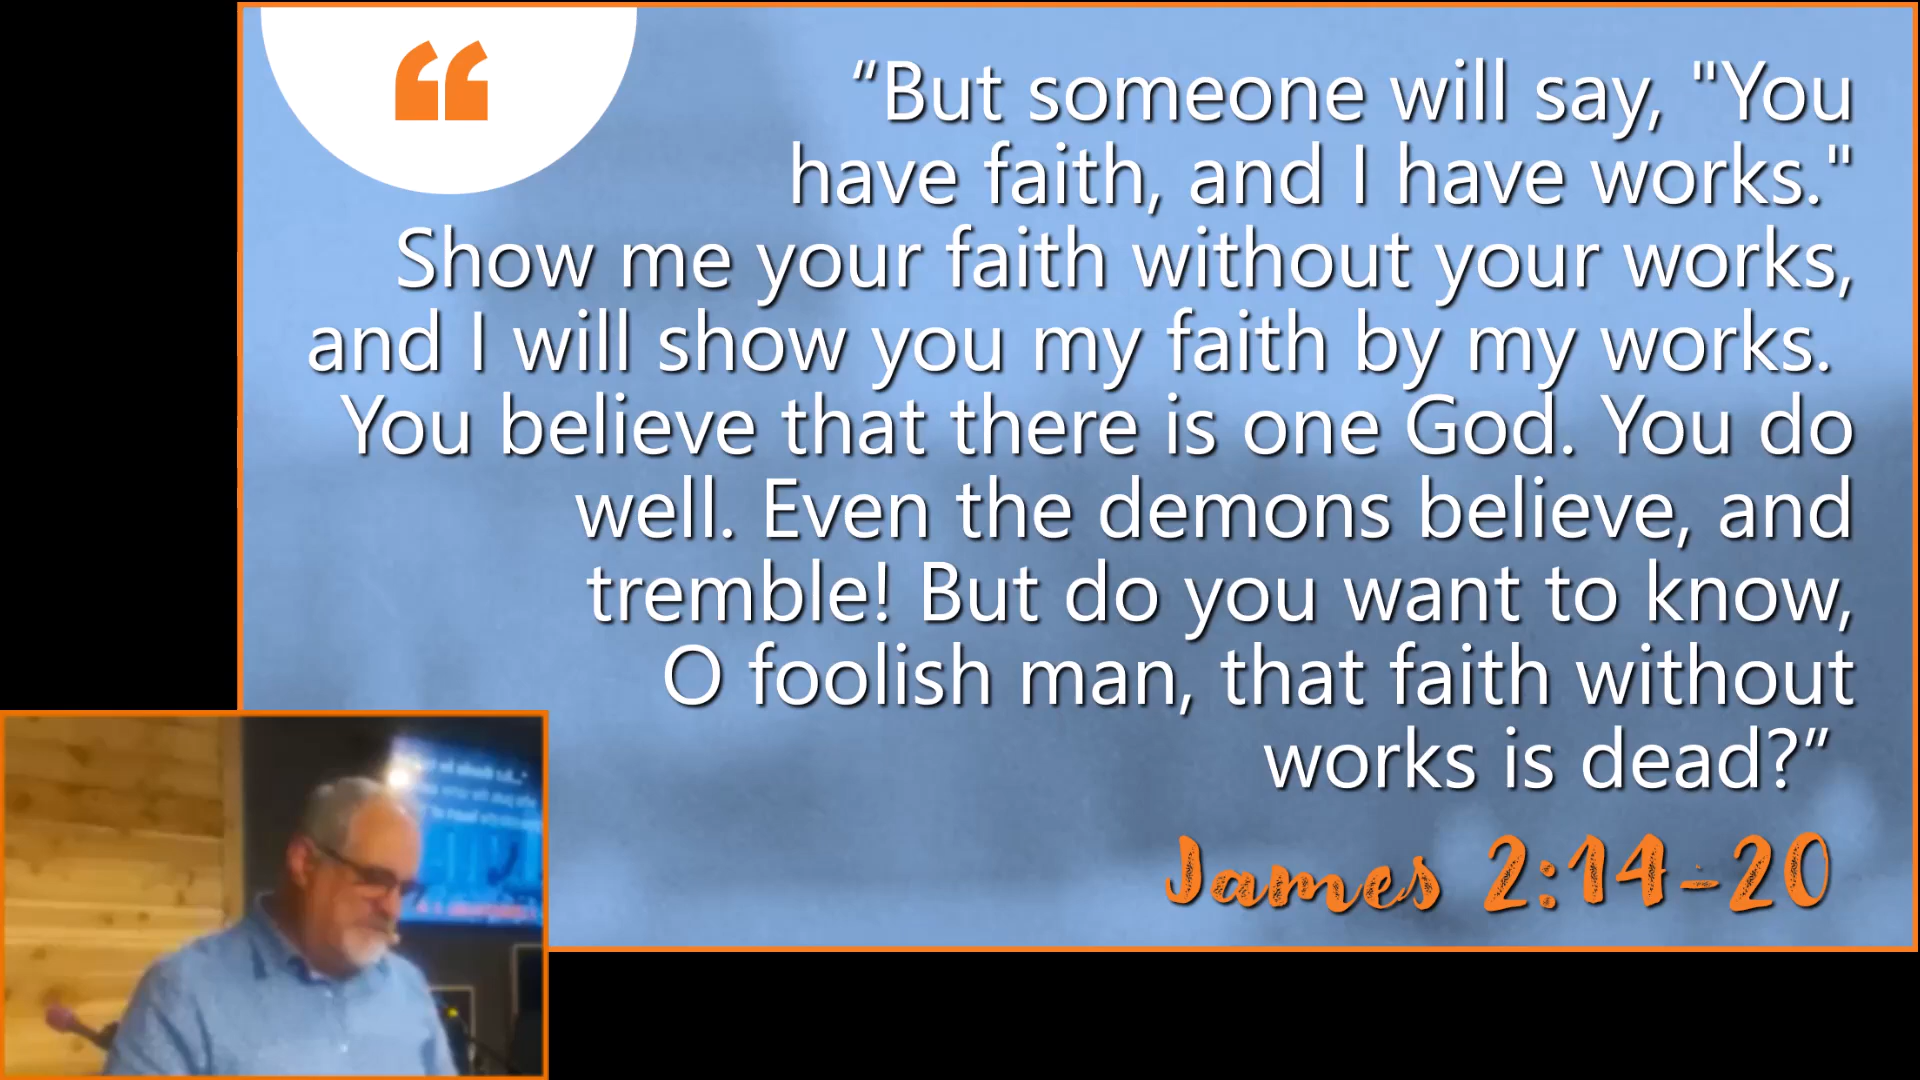 “But someone will say, "You
have faith, and I have works."
Show me your faith without your works,
and I will show you my faith by my works.
You believe that there is one God. You do
well. Even the demons believe, and
tremble! But do you want to know,
O foolish man, that faith without
works is dead?”
James 2:14-20